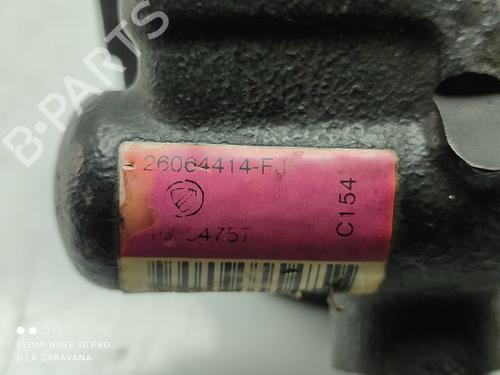 B-PARTS
26064414-FJ
C154
REDMI NOTE 10 PRO
D.LA CARAVANA